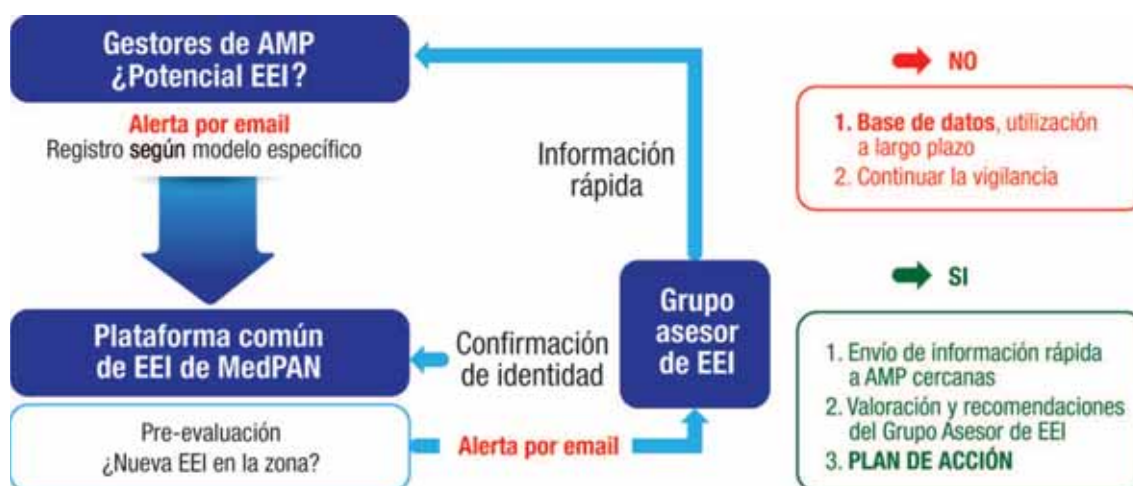 Gestores de AMP
¿Potencial EEI?
Alerta por email
Registro según modelo específico
Plataforma común
de EEI de MedPAN
Pre-evaluación
¿Nueva EEI en la zona?
Alerta por email
Confirmación
de identidad
Grupo
asesor
de EEI
Información
rápida
NO
1. Base de datos, utilización
a largo plazo
2. Continuar la vigilancia
SI
1. Envío de información rápida
a AMP cercanas
2. Valoración y recomendaciones
del Grupo Asesor de EEI
3. PLAN DE ACCIÓN